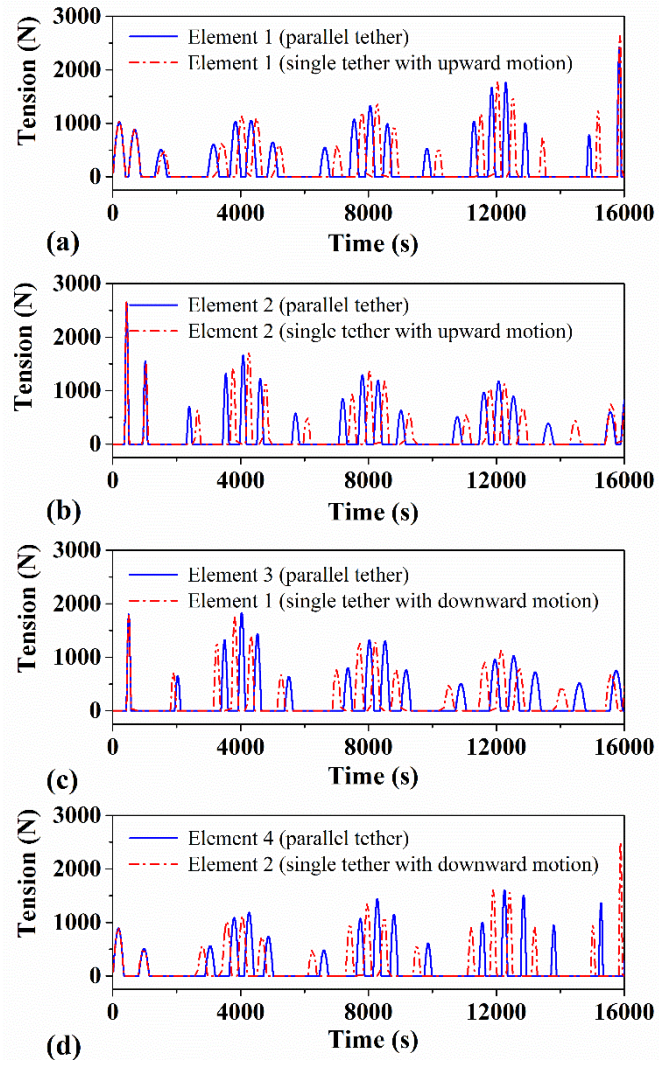 3000
2000
1000
0
Tension (N)
Element 1 (parallel tether)
Element 1 (single tether with upward motion)
0 4000 8000 12000 16000
Time (s)
(a)
3000
2000
1000
0
Tension (N)
Element 2 (parallel tether)
Element 2 (single tether with upward motion)
0 4000 8000 12000 16000
Time (s)
(b)
3000
2000
1000
0
Tension (N)
Element 3 (parallel tether)
Element 1 (single tether with downward motion)
0 4000 8000 12000 16000
Time (s)
(c)
3000
2000
1000
0
Tension (N)
Element 4 (parallel tether)
Element 2 (single tether with downward motion)
0 4000 8000 12000 16000
Time (s)
(d)